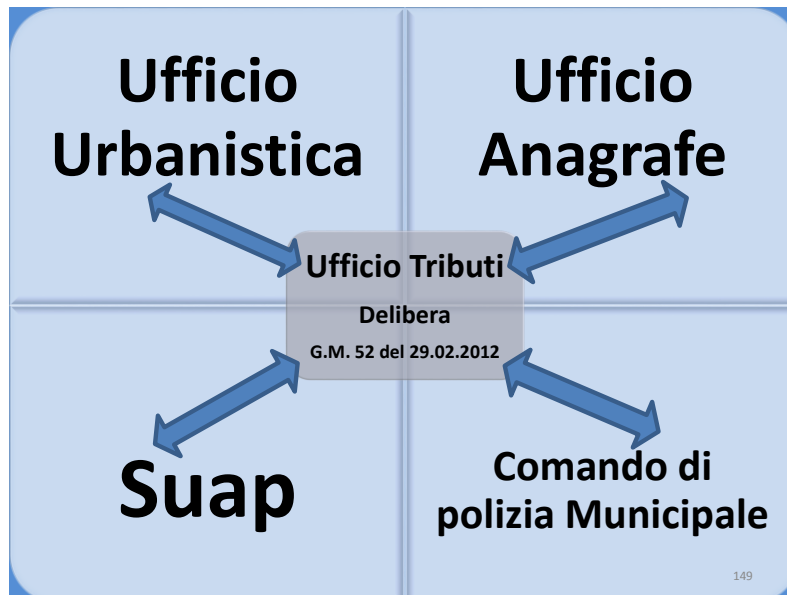 Ufficio
Urbanistica
Ufficio
Anagrafe
Ufficio Tributi
Delibera
G.M. 52 del 29.02.2012
Suap
Comando di
polizia Municipale
149